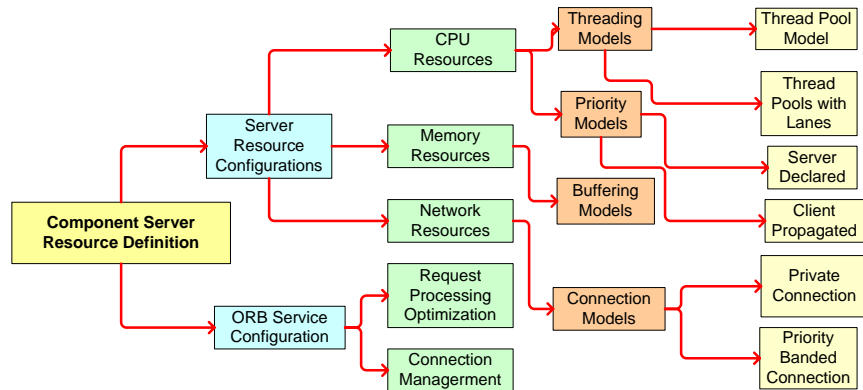 Component Server
Resource Definition
Server
Resource
Configurations
ORB Service
Configuration
CPU
Resources
Memory
Resources
Network
Resources
Request
Processing
Optimization
Connection
Management
Threading
Models
Priority
Models
Buffering
Models
Connection
Models
Thread Pool
Model
Thread
Pools with
Lanes
Server
Declared
Client
Propagated
Private
Connection
Priority
Banded
Connection